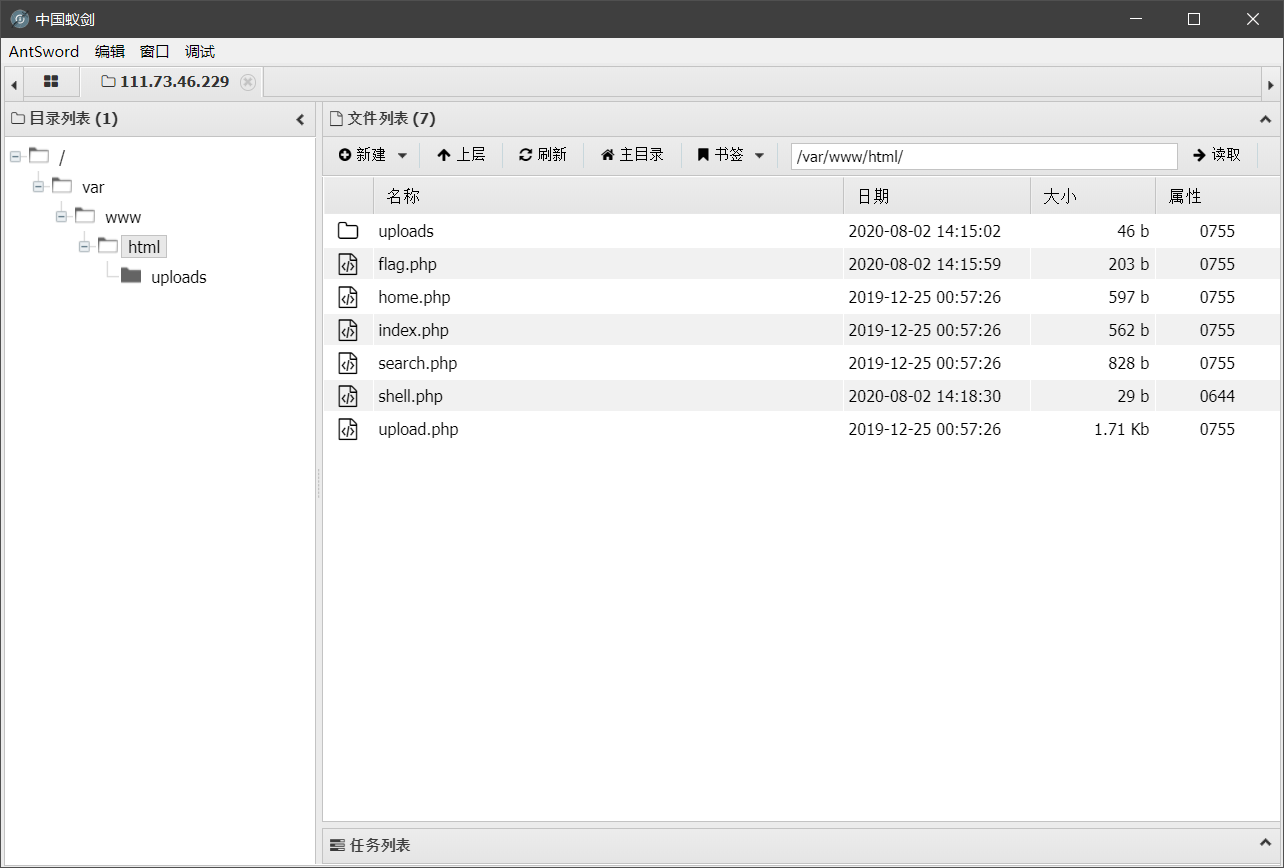 中国蚁剑
AntSword 编辑 窗口 调试
111.73.46.229
目录列表 (1)
/
var
www
html
uploads
文件列表 (7)
新建 上层 刷新 主目录 书签 /var/www/html/ 读取
名称 日期 大小 属性
uploads 2020-08-02 14:15:02 46 b 0755
flag.php 2020-08-02 14:15:59 203 b 0755
home.php 2019-12-25 00:57:26 597 b 0755
index.php 2019-12-25 00:57:26 562 b 0755
search.php 2019-12-25 00:57:26 828 b 0755
shell.php 2020-08-02 14:18:30 29 b 0644
upload.php 2019-12-25 00:57:26 1.71 Kb 0755
任务列表